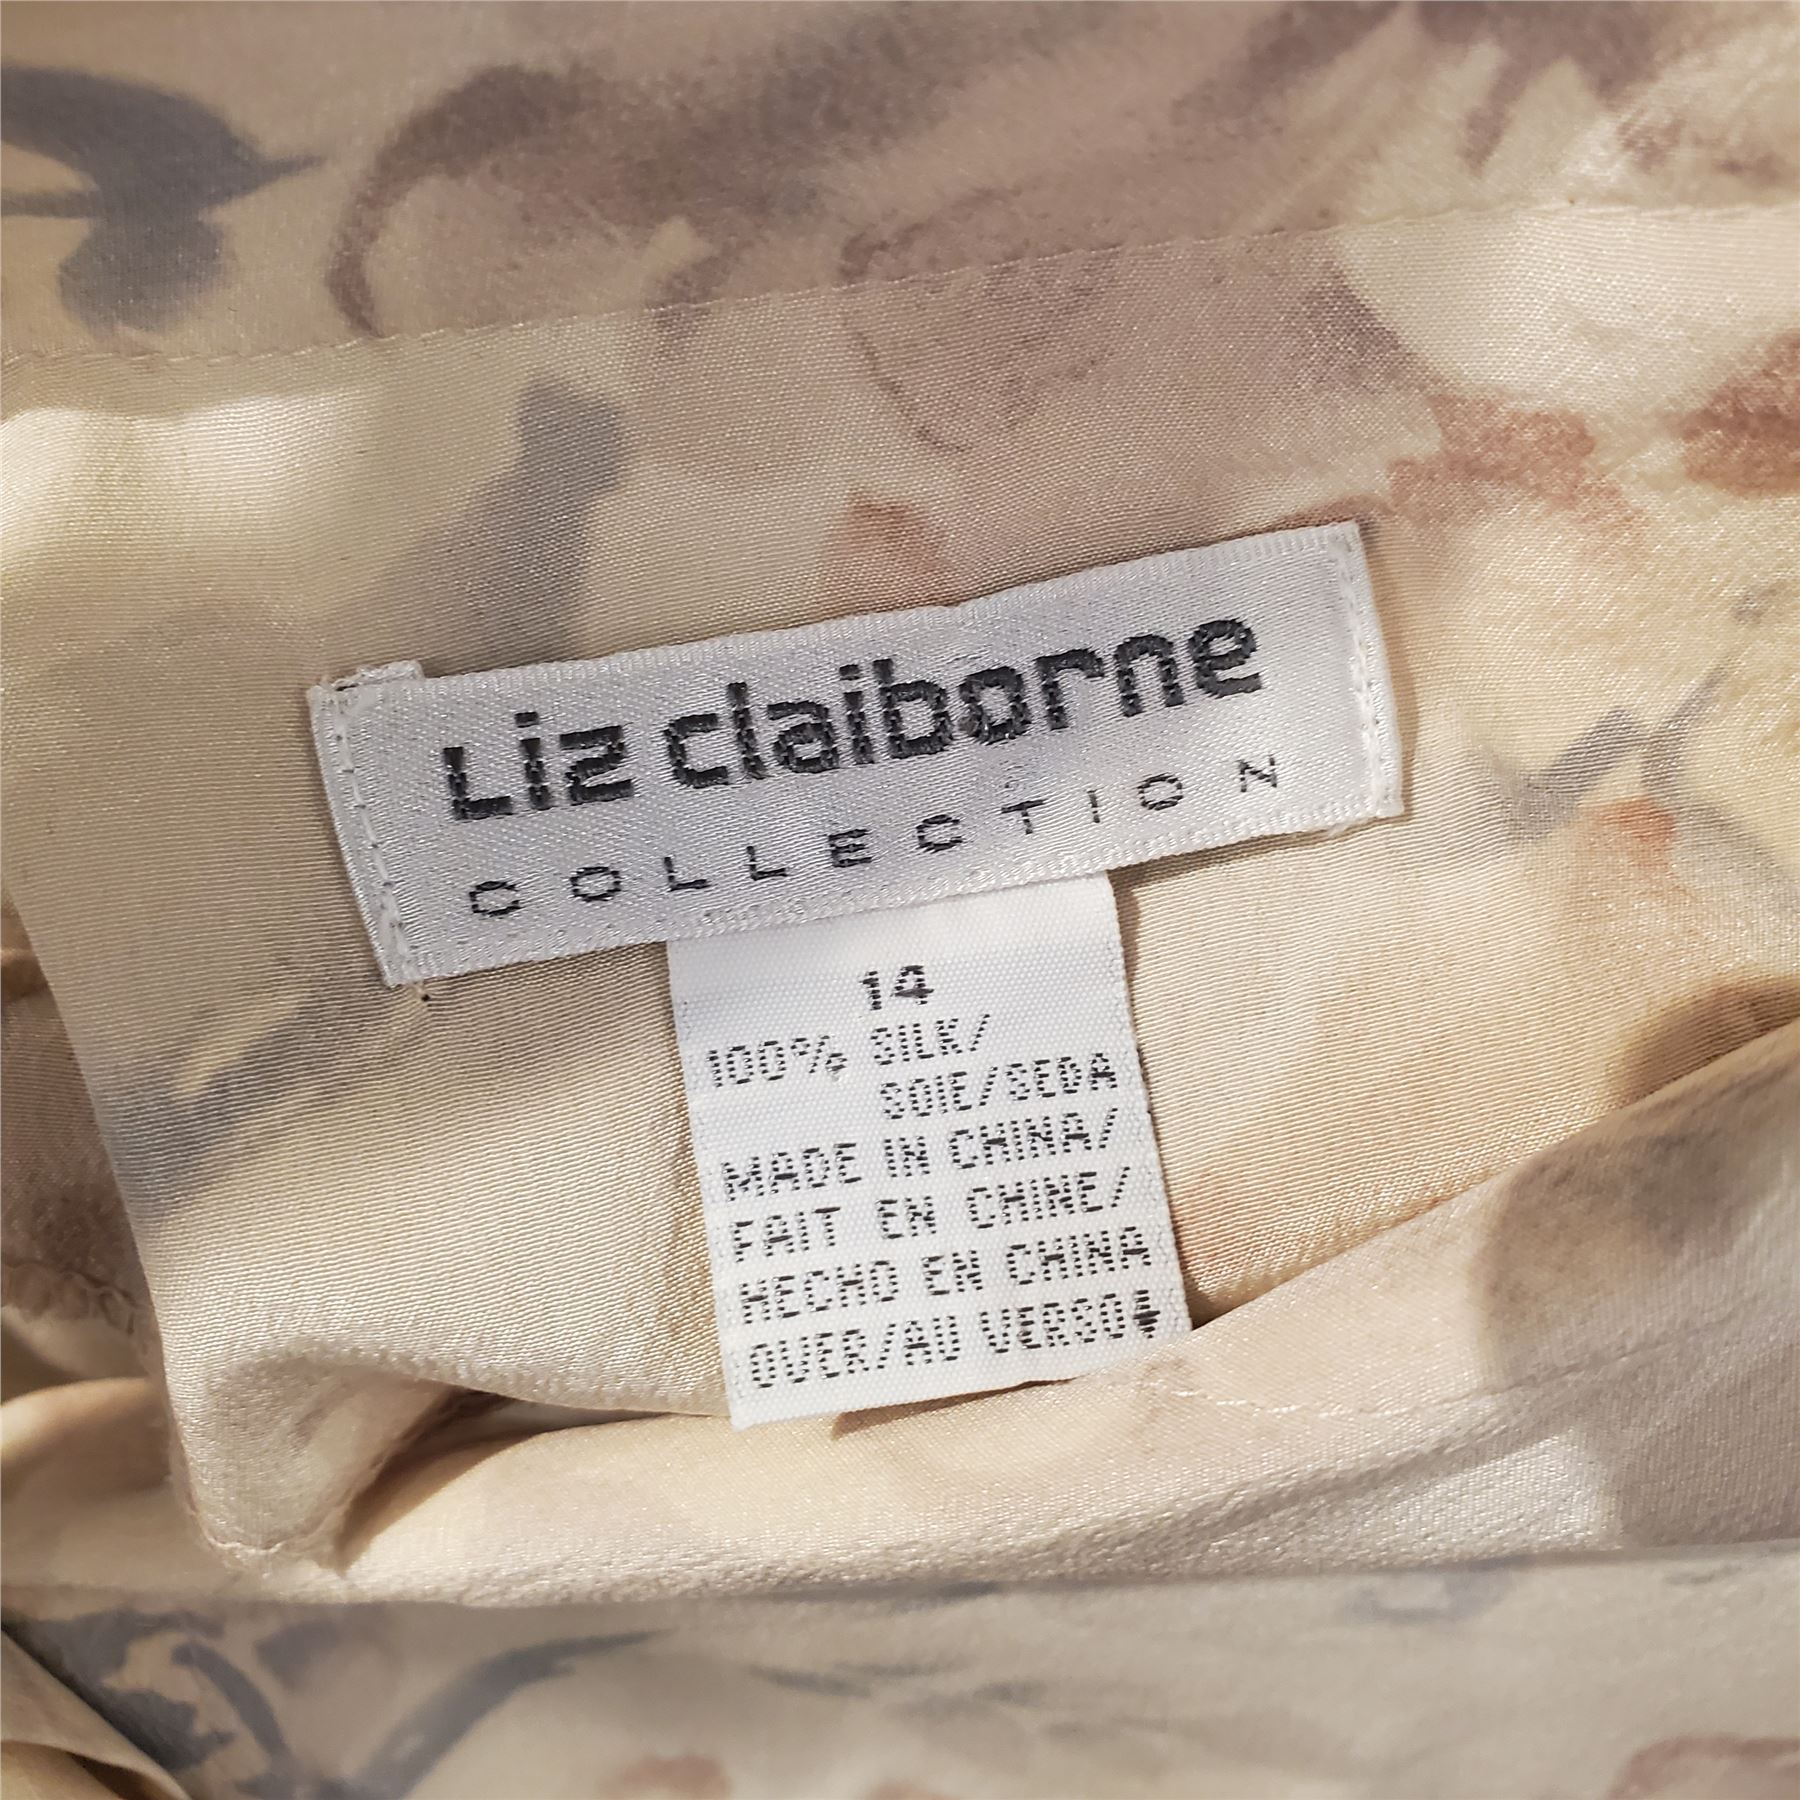 Liz claiborne
COLLECTION
14
100% SILK/
SOIE/SEDA
MADE IN CHINA/
FAIT EN CHINE/
HECHO EN CHINA
OVER/AU VERSO